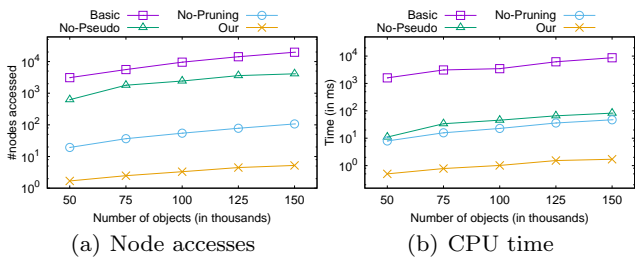 Basic
No-Pseudo
No-Pruning
Our
#nodes accessed
10^4
10^3
10^2
10^1
10^0
50 75 100 125 150
Number of objects (in thousands)
(a) Node accesses
Basic
No-Pseudo
No-Pruning
Our
Time (in ms)
10^4
10^3
10^2
10^1
10^0
50 75 100 125 150
Number of objects (in thousands)
(b) CPU time